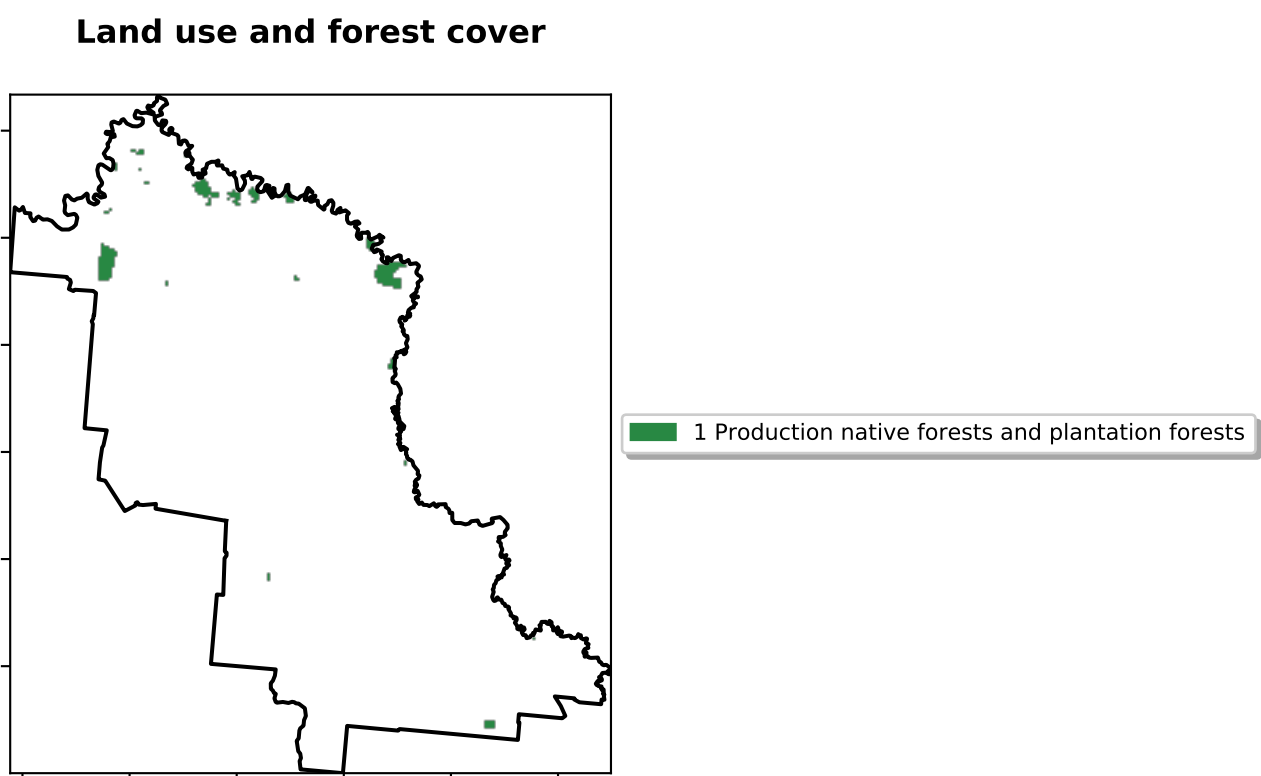 Land use and forest cover
1 Production native forests and plantation forests